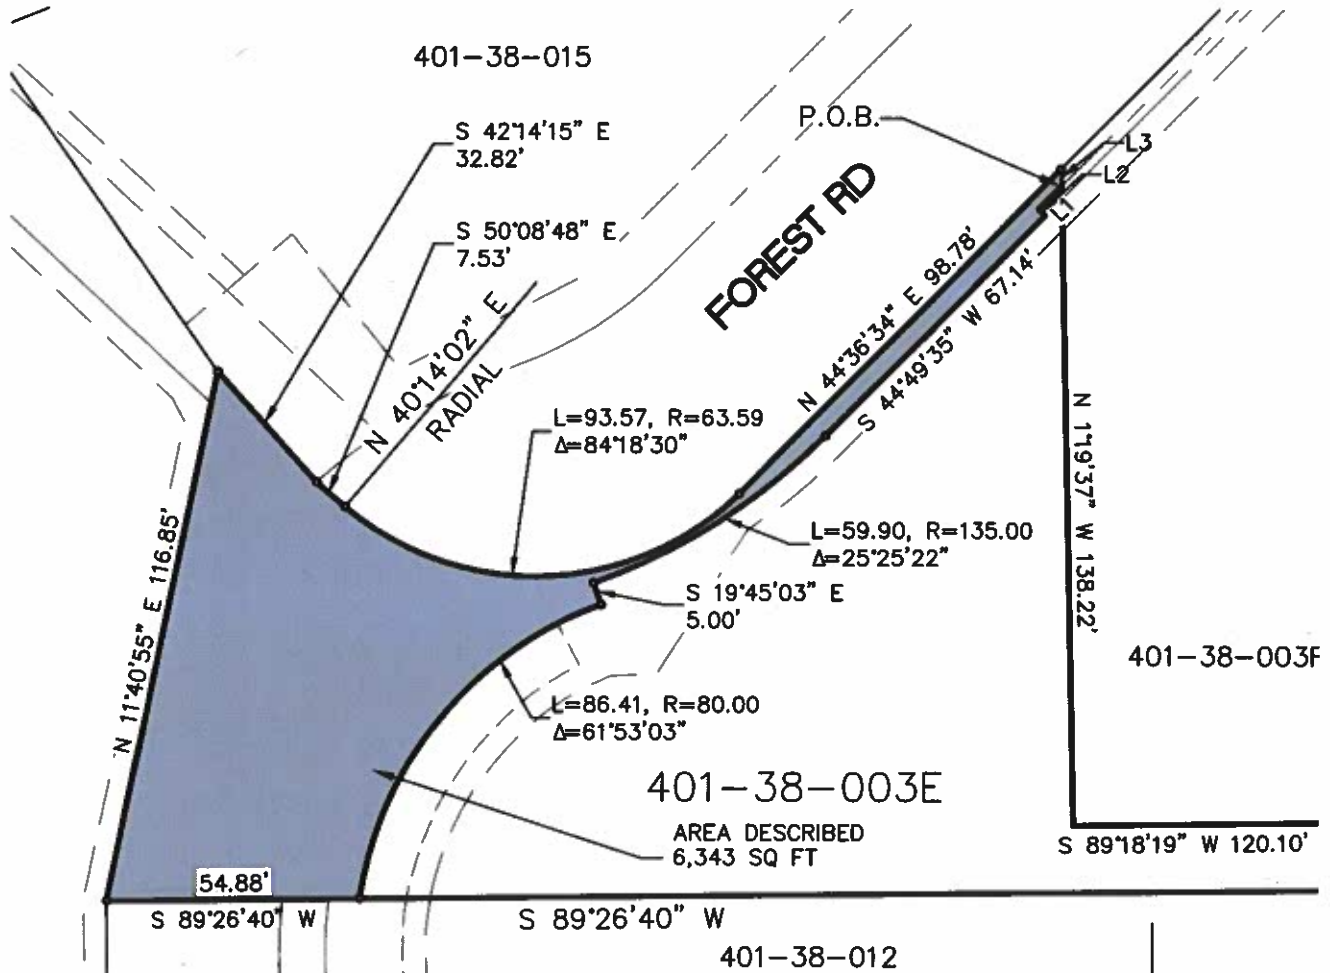 401-38-015
P.O.B.
S 42°14'15" E
32.82'
L3
L2
L1
S 50°08'48" E
7.53'
FOREST RD
N 40°14'02" E
RADIAL
N 44°36'34" E 98.78'
S 44°49'35" W 67.14'
L=93.57, R=63.59
Δ=84°18'30"
N 1°19'37" W 138.22'
L=59.90, R=135.00
Δ=25°25'22"
N 11°40'55" E 116.85'
S 19°45'03" E
5.00'
401-38-003F
L=86.41, R=80.00
Δ=61°53'03"
401-38-003E
AREA DESCRIBED
6,343 SQ FT
S 89°18'19" W 120.10'
54.88'
S 89°26'40" W
S 89°26'40" W
401-38-012